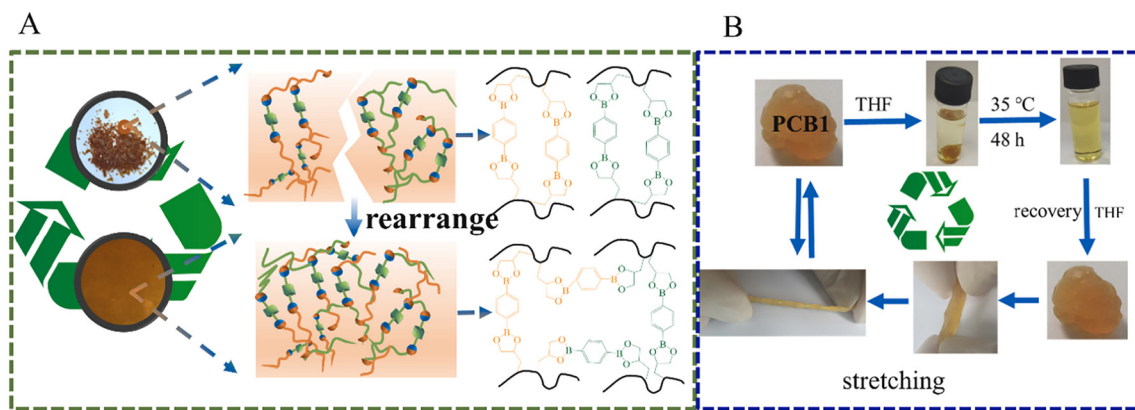 A
B
rearrange
PCB1
THF
35 ℃
48 h
recovery
THF
stretching